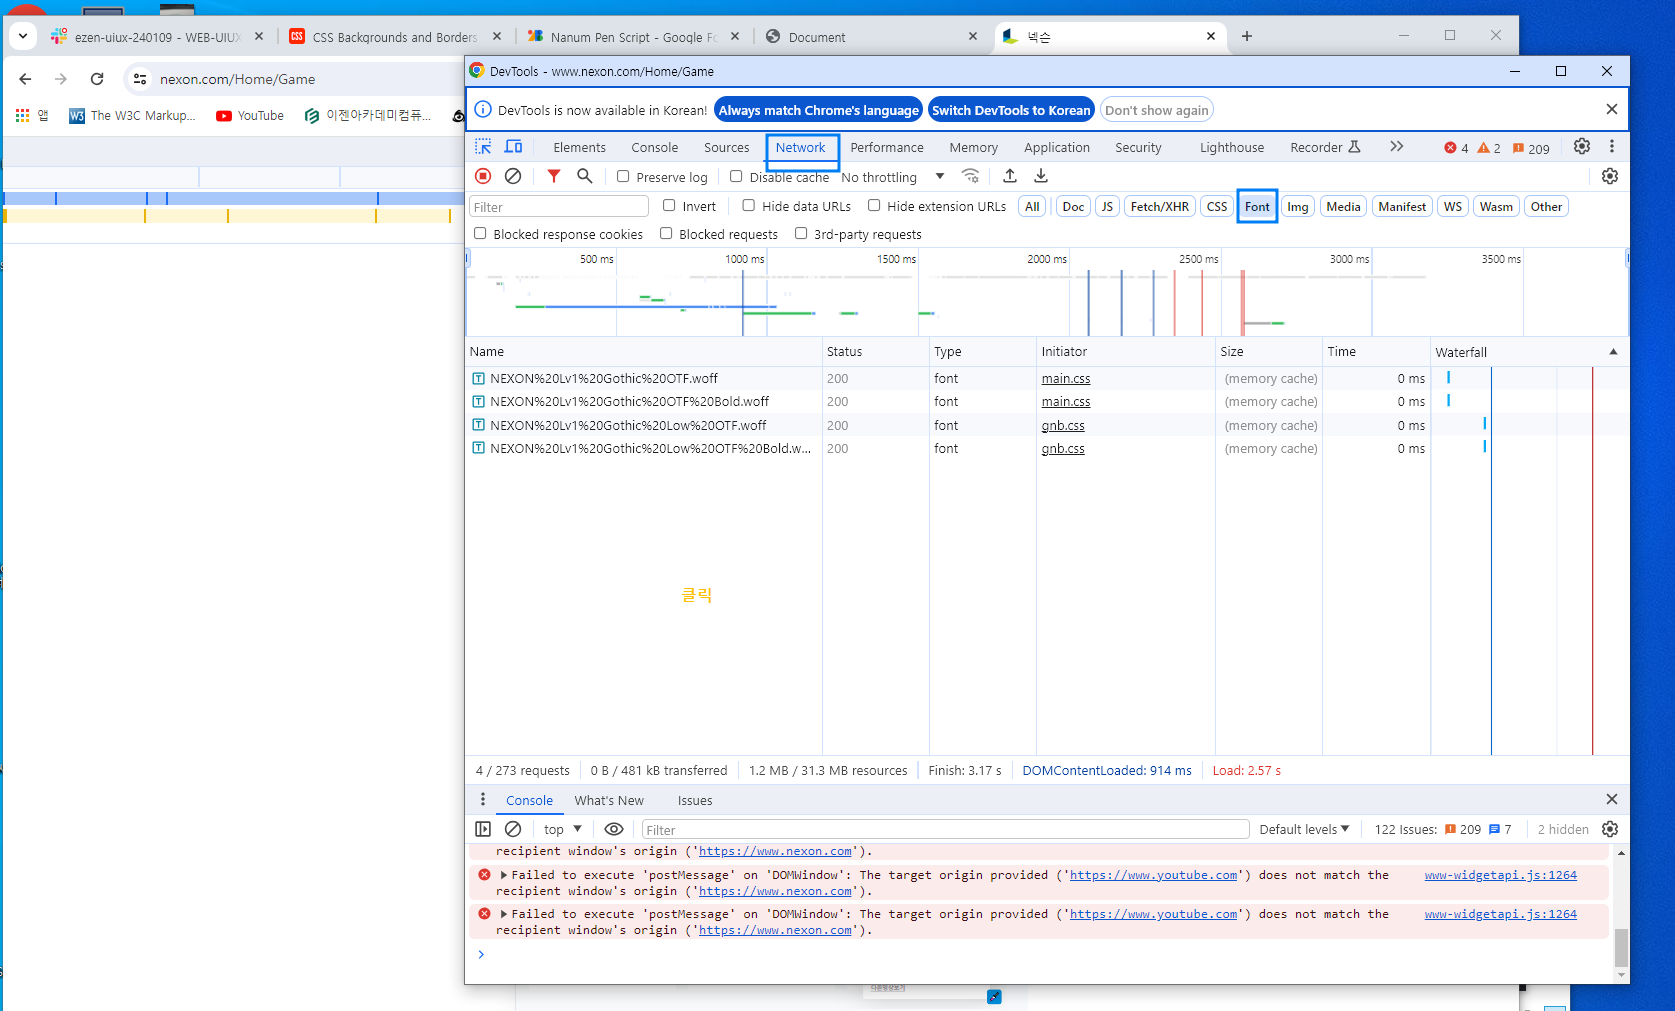 ezen-uiux-240109 - WEB-UIUX
CSS Backgrounds and Borders
Nanum Pen Script - Google Fo
Document
넥슨
nexon.com/Home/Game
앱
The W3C Markup...
YouTube
이젠아카데미컴퓨...
DevTools - www.nexon.com/Home/Game
DevTools is now available in Korean!
Always match Chrome's language
Switch DevTools to Korean
Don't show again
Elements
Console
Sources
Network
Performance
Memory
Application
Security
Lighthouse
Recorder
4
2
209
Preserve log
Disable cache
No throttling
Filter
Invert
Hide data URLs
Hide extension URLs
All
Doc
JS
Fetch/XHR
CSS
Font
Img
Media
Manifest
WS
Wasm
Other
Blocked response cookies
Blocked requests
3rd-party requests
500 ms
1000 ms
1500 ms
2000 ms
2500 ms
3000 ms
3500 ms
Name Status Type Initiator Size Time Waterfall
NEXON%20Lv1%20Gothic%20OTF.woff 200 font main.css (memory cache) 0 ms
NEXON%20Lv1%20Gothic%20OTF%20Bold.woff 200 font main.css (memory cache) 0 ms
NEXON%20Lv1%20Gothic%20Low%20OTF.woff 200 font gnb.css (memory cache) 0 ms
NEXON%20Lv1%20Gothic%20Low%20OTF%20Bold.w... 200 font gnb.css (memory cache) 0 ms
클릭
4 / 273 requests
0 B / 481 kB transferred
1.2 MB / 31.3 MB resources
Finish: 3.17 s
DOMContentLoaded: 914 ms
Load: 2.57 s
Console
What's New
Issues
top
Filter
Default levels
122 Issues:
209
7
2 hidden
recipient window's origin ('https://www.nexon.com').
Failed to execute 'postMessage' on 'DOMWindow': The target origin provided ('https://www.youtube.com') does not match the www-widgetapi.js:1264
recipient window's origin ('https://www.nexon.com').
Failed to execute 'postMessage' on 'DOMWindow': The target origin provided ('https://www.youtube.com') does not match the www-widgetapi.js:1264
recipient window's origin ('https://www.nexon.com').